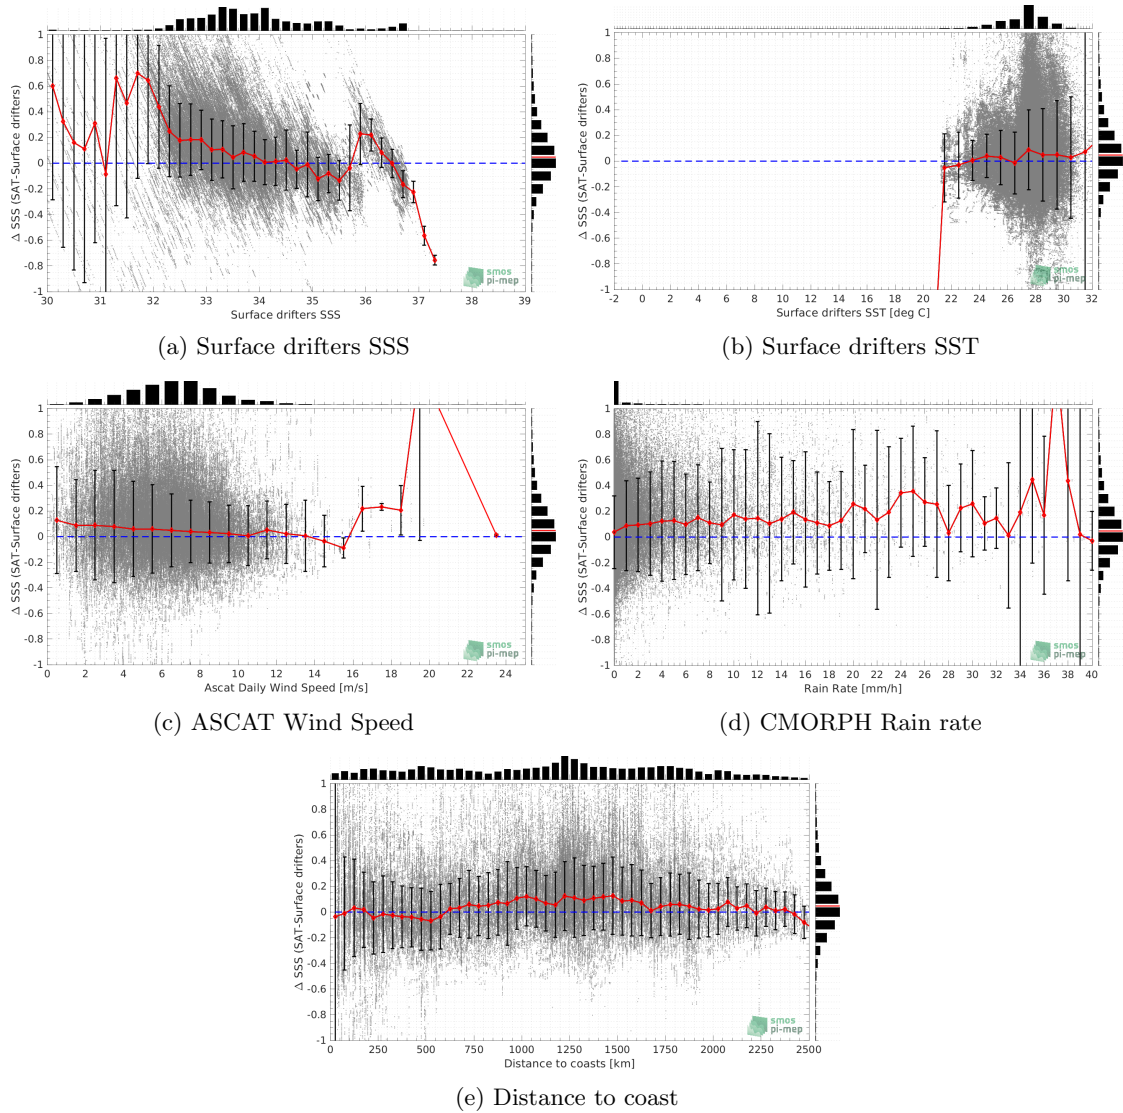 1
0.8
0.6
0.4
0.2
0
-0.2
-0.4
-0.6
-0.8
-1
Δ SSS (SAT-Surface drifters)
smos
pi-mep
30 31 32 33 34 35 36 37 38 39
Surface drifters SSS
(a) Surface drifters SSS
1
0.8
0.6
0.4
0.2
0
-0.2
-0.4
-0.6
-0.8
-1
Δ SSS (SAT-Surface drifters)
smos
pi-mep
-2 0 2 4 6 8 10 12 14 16 18 20 22 24 26 28 30 32
Surface drifters SST [deg C]
(b) Surface drifters SST
1
0.8
0.6
0.4
0.2
0
-0.2
-0.4
-0.6
-0.8
-1
Δ SSS (SAT-Surface drifters)
smos
pi-mep
0 2 4 6 8 10 12 14 16 18 20 22 24
Ascat Daily Wind Speed [m/s]
(c) ASCAT Wind Speed
1
0.8
0.6
0.4
0.2
0
-0.2
-0.4
-0.6
-0.8
-1
Δ SSS (SAT-Surface drifters)
smos
pi-mep
0 2 4 6 8 10 12 14 16 18 20 22 24 26 28 30 32 34 36 38 40
Rain Rate [mm/h]
(d) CMORPH Rain rate
1
0.8
0.6
0.4
0.2
0
-0.2
-0.4
-0.6
-0.8
-1
Δ SSS (SAT-Surface drifters)
smos
pi-mep
0 250 500 750 1000 1250 1500 1750 2000 2250 2500
Distance to coasts [km]
(e) Distance to coast